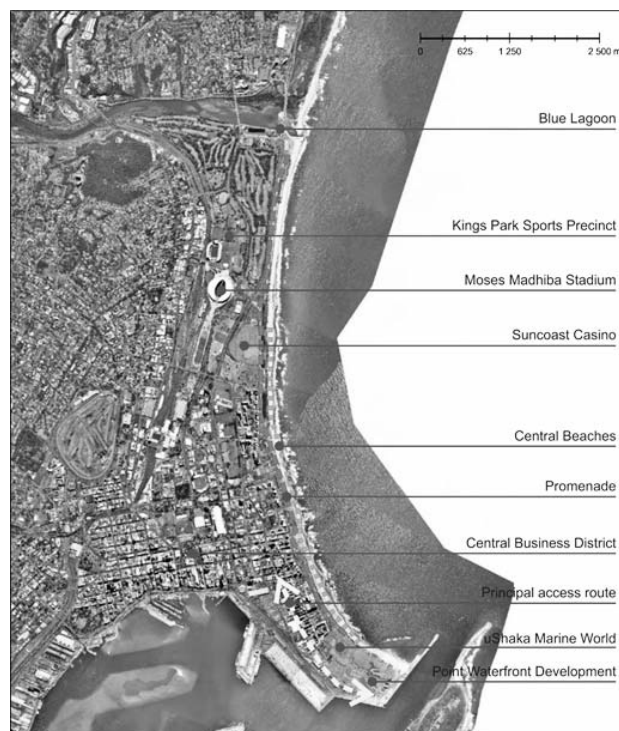 0 625 1 250 2 500 m
Blue Lagoon
Kings Park Sports Precinct
Moses Madhiba Stadium
Suncoast Casino
Central Beaches
Promenade
Central Business District
Principal access route
uShaka Marine World
Point Waterfront Development